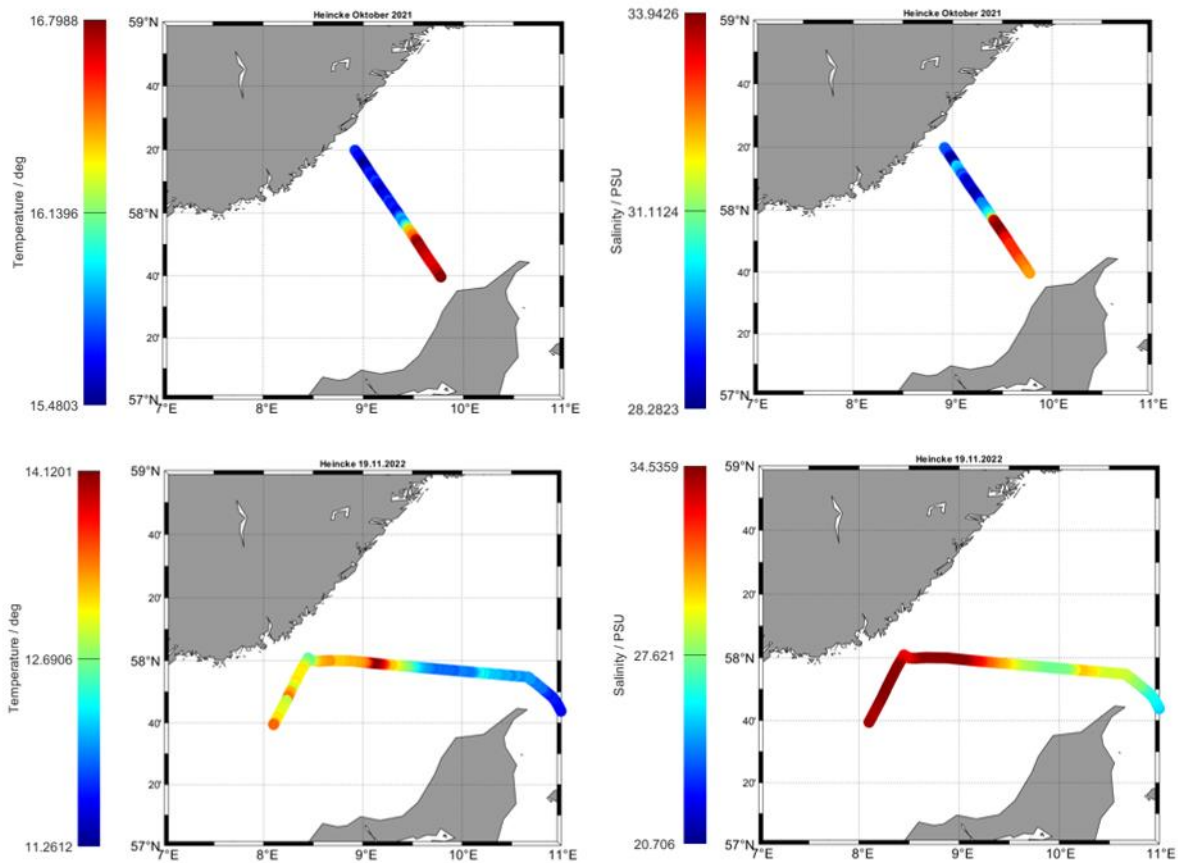 Heincke Oktober 2021
16.7988
Temperature / deg
16.1396
15.4803
59°N
40'
20'
58°N
40'
20'
57°N
7°E 8°E 9°E 10°E 11°E
Heincke Oktober 2021
33.9426
Salinity / PSU
31.1124
28.2823
59°N
40'
20'
58°N
40'
20'
57°N
7°E 8°E 9°E 10°E 11°E
Heincke 19.11.2022
14.1201
Temperature / deg
12.6906
11.2612
59°N
40'
20'
58°N
40'
20'
57°N
7°E 8°E 9°E 10°E 11°E
Heincke 19.11.2022
34.5359
Salinity / PSU
27.621
20.706
59°N
40'
20'
58°N
40'
20'
57°N
7°E 8°E 9°E 10°E 11°E